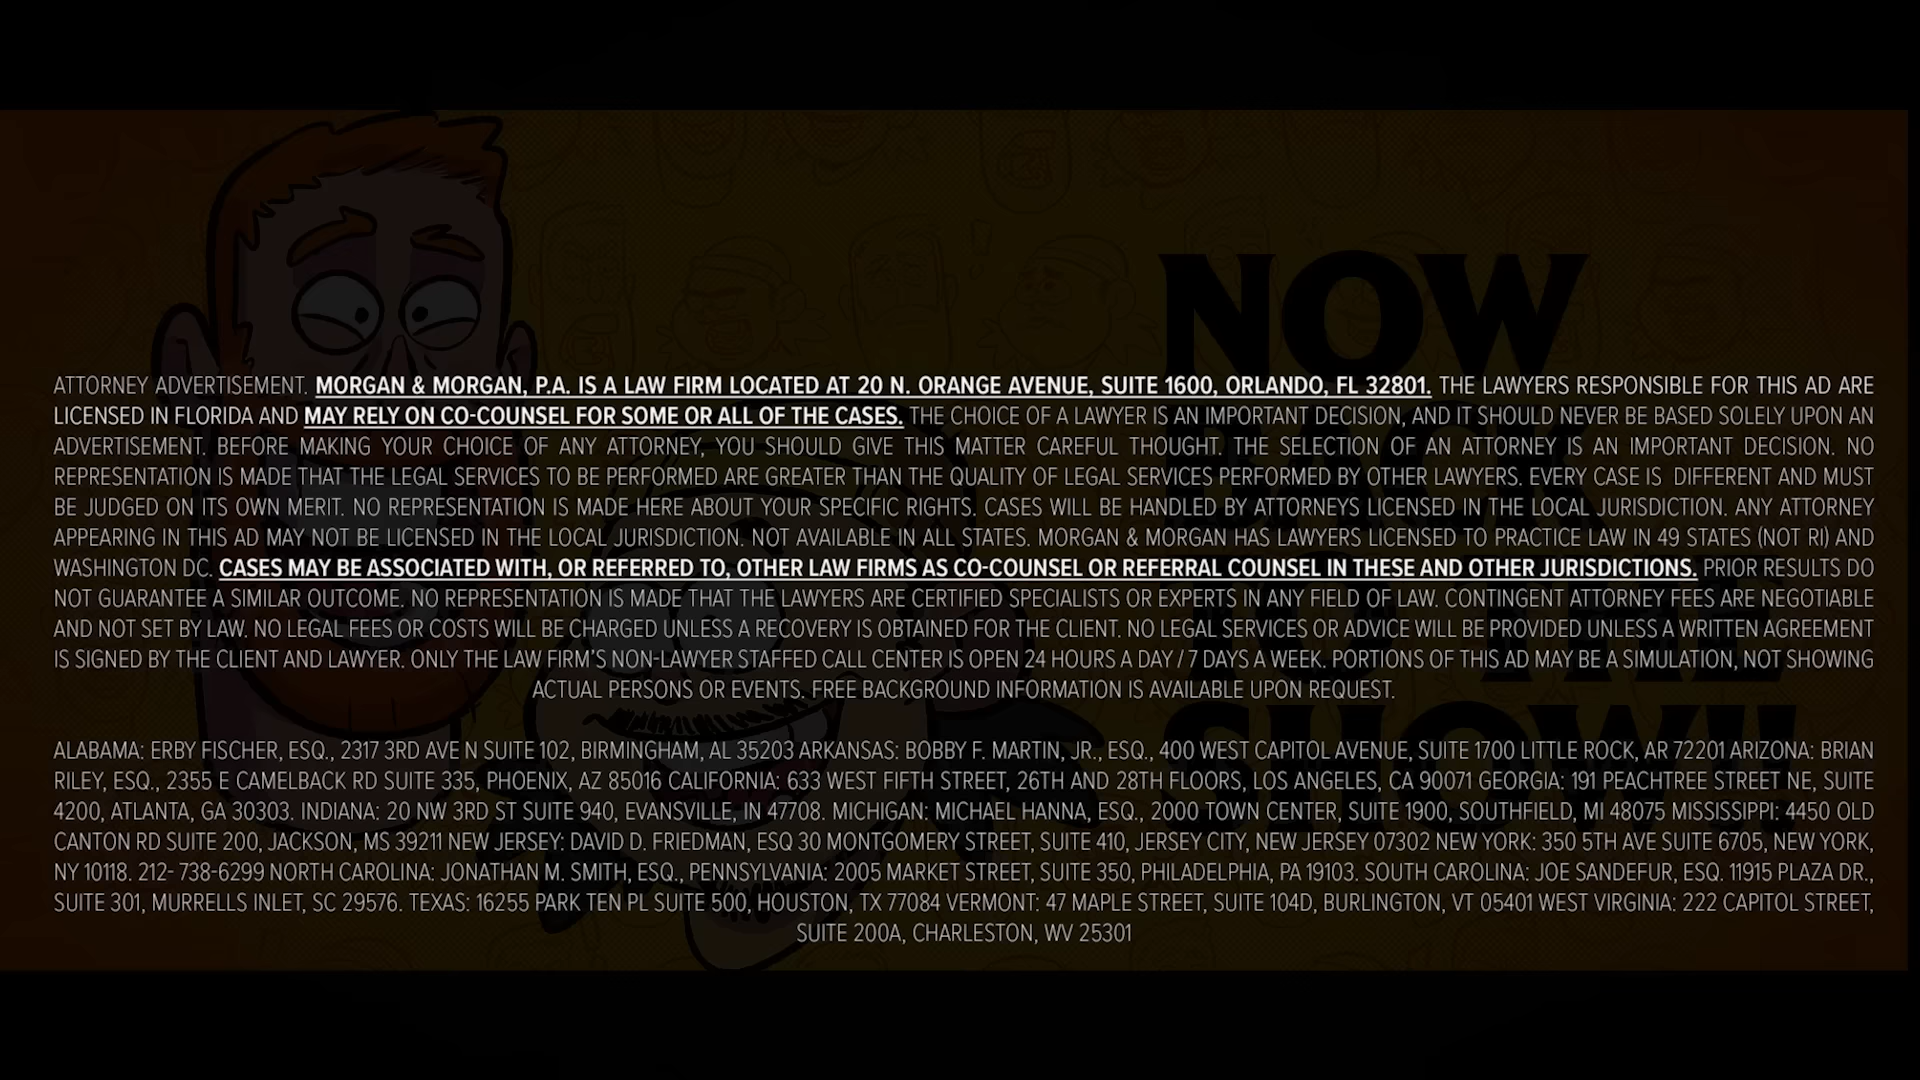 NOW
BACK
TO THE
SHOW!!
ATTORNEY ADVERTISEMENT. MORGAN & MORGAN, P.A. IS A LAW FIRM LOCATED AT 20 N. ORANGE AVENUE, SUITE 1600, ORLANDO, FL 32801. THE LAWYERS RESPONSIBLE FOR THIS AD ARE
LICENSED IN FLORIDA AND MAY RELY ON CO-COUNSEL FOR SOME OR ALL OF THE CASES. THE CHOICE OF A LAWYER IS AN IMPORTANT DECISION, AND IT SHOULD NEVER BE BASED SOLELY UPON AN
ADVERTISEMENT. BEFORE MAKING YOUR CHOICE OF ANY ATTORNEY, YOU SHOULD GIVE THIS MATTER CAREFUL THOUGHT. THE SELECTION OF AN ATTORNEY IS AN IMPORTANT DECISION. NO
REPRESENTATION IS MADE THAT THE LEGAL SERVICES TO BE PERFORMED ARE GREATER THAN THE QUALITY OF LEGAL SERVICES PERFORMED BY OTHER LAWYERS. EVERY CASE IS DIFFERENT AND MUST
BE JUDGED ON ITS OWN MERIT. NO REPRESENTATION IS MADE HERE ABOUT YOUR SPECIFIC RIGHTS. CASES WILL BE HANDLED BY ATTORNEYS LICENSED IN THE LOCAL JURISDICTION. ANY ATTORNEY
APPEARING IN THIS AD MAY NOT BE LICENSED IN THE LOCAL JURISDICTION. NOT AVAILABLE IN ALL STATES. MORGAN & MORGAN HAS LAWYERS LICENSED TO PRACTICE LAW IN 49 STATES (NOT RI) AND
WASHINGTON DC. CASES MAY BE ASSOCIATED WITH, OR REFERRED TO, OTHER LAW FIRMS AS CO-COUNSEL OR REFERRAL COUNSEL IN THESE AND OTHER JURISDICTIONS. PRIOR RESULTS DO
NOT GUARANTEE A SIMILAR OUTCOME. NO REPRESENTATION IS MADE THAT THE LAWYERS ARE CERTIFIED SPECIALISTS OR EXPERTS IN ANY FIELD OF LAW. CONTINGENT ATTORNEY FEES ARE NEGOTIABLE
AND NOT SET BY LAW. NO LEGAL FEES OR COSTS WILL BE CHARGED UNLESS A RECOVERY IS OBTAINED FOR THE CLIENT. NO LEGAL SERVICES OR ADVICE WILL BE PROVIDED UNLESS A WRITTEN AGREEMENT
IS SIGNED BY THE CLIENT AND LAWYER. ONLY THE LAW FIRM'S NON-LAWYER STAFFED CALL CENTER IS OPEN 24 HOURS A DAY / 7 DAYS A WEEK. PORTIONS OF THIS AD MAY BE A SIMULATION, NOT SHOWING
ACTUAL PERSONS OR EVENTS. FREE BACKGROUND INFORMATION IS AVAILABLE UPON REQUEST.
ALABAMA: ERBY FISCHER, ESQ., 2317 3RD AVE N SUITE 102, BIRMINGHAM, AL 35203 ARKANSAS: BOBBY F. MARTIN, JR., ESQ., 400 WEST CAPITOL AVENUE, SUITE 1700 LITTLE ROCK, AR 72201 ARIZONA: BRIAN
RILEY, ESQ., 2355 E CAMELBACK RD SUITE 335, PHOENIX, AZ 85016 CALIFORNIA: 633 WEST FIFTH STREET, 26TH AND 28TH FLOORS, LOS ANGELES, CA 90071 GEORGIA: 191 PEACHTREE STREET NE, SUITE
4200, ATLANTA, GA 30303. INDIANA: 20 NW 3RD ST SUITE 940, EVANSVILLE, IN 47708. MICHIGAN: MICHAEL HANNA, ESQ., 2000 TOWN CENTER, SUITE 1900, SOUTHFIELD, MI 48075 MISSISSIPPI: 4450 OLD
CANTON RD SUITE 200, JACKSON, MS 39211 NEW JERSEY: DAVID D. FRIEDMAN, ESQ 30 MONTGOMERY STREET, SUITE 410, JERSEY CITY, NEW JERSEY 07302 NEW YORK: 350 5TH AVE SUITE 6705, NEW YORK,
NY 10118. 212- 738-6299 NORTH CAROLINA: JONATHAN M. SMITH, ESQ., PENNSYLVANIA: 2005 MARKET STREET, SUITE 350, PHILADELPHIA, PA 19103. SOUTH CAROLINA: JOE SANDEFUR, ESQ. 11915 PLAZA DR.,
SUITE 301, MURRELLS INLET, SC 29576. TEXAS: 16255 PARK TEN PL SUITE 500, HOUSTON, TX 77084 VERMONT: 47 MAPLE STREET, SUITE 104D, BURLINGTON, VT 05401 WEST VIRGINIA: 222 CAPITOL STREET,
SUITE 200A, CHARLESTON, WV 25301